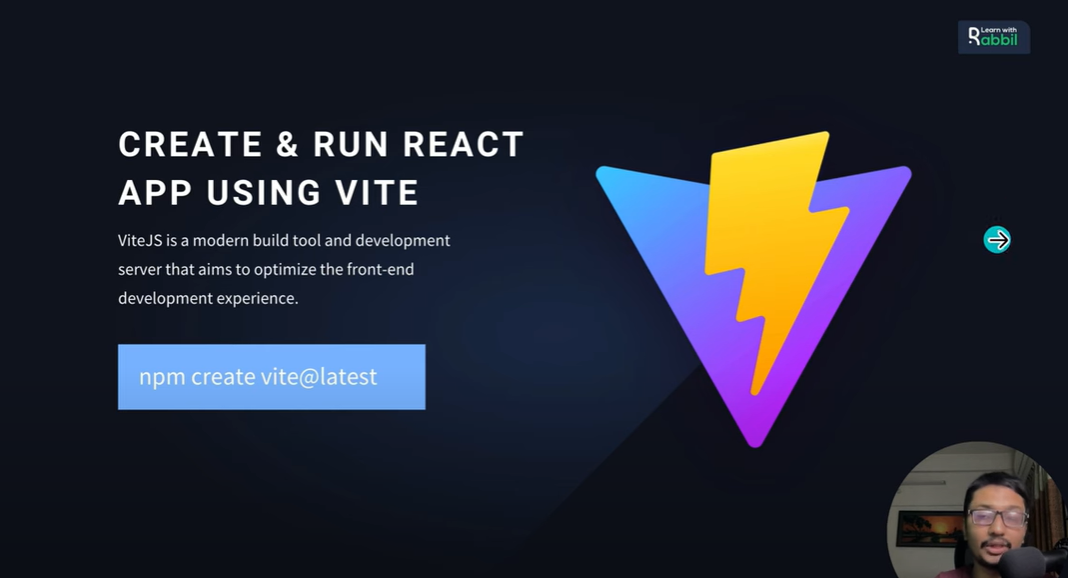 Learn with
Rabbil
CREATE & RUN REACT
APP USING VITE
ViteJS is a modern build tool and development
server that aims to optimize the front-end
development experience.
npm create vite@latest